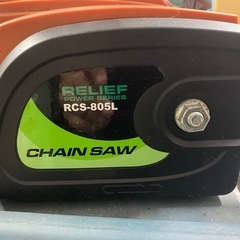 RELIEF
POWER SERIES
RCS-805L
CHAIN SAW